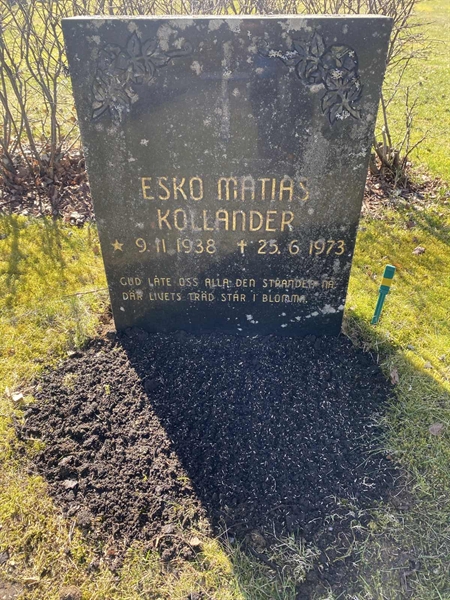 ESKO MATIAS
KOLLANDER
★ 9.11.1938 ✝ 25.6.1973
GUD LÅTE OSS ALLA DEN STRANDEN NÅ,
DÄR LIVETS TRÄD STÅR I BLOMMA.